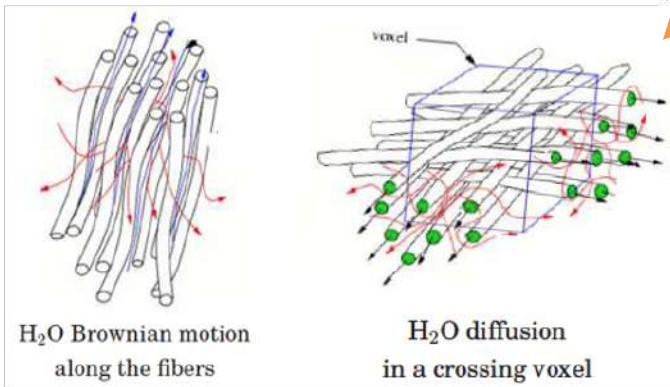 voxel
H₂O Brownian motion
along the fibers
H₂O diffusion
in a crossing voxel